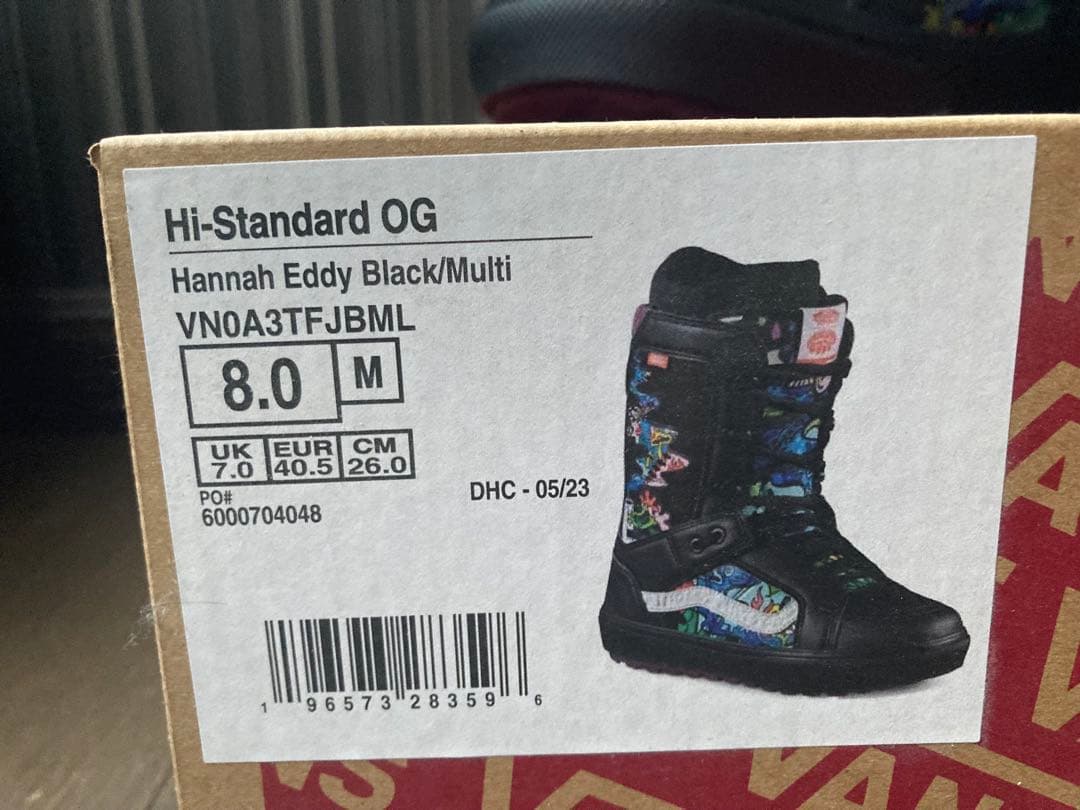 Hi-Standard OG
Hannah Eddy Black/Multi
VN0A3TFJBML
8.0 M
UK EUR CM
7.0 40.5 26.0
PO#
6000704048
DHC - 05/23
1 96573 28359 6
VANS